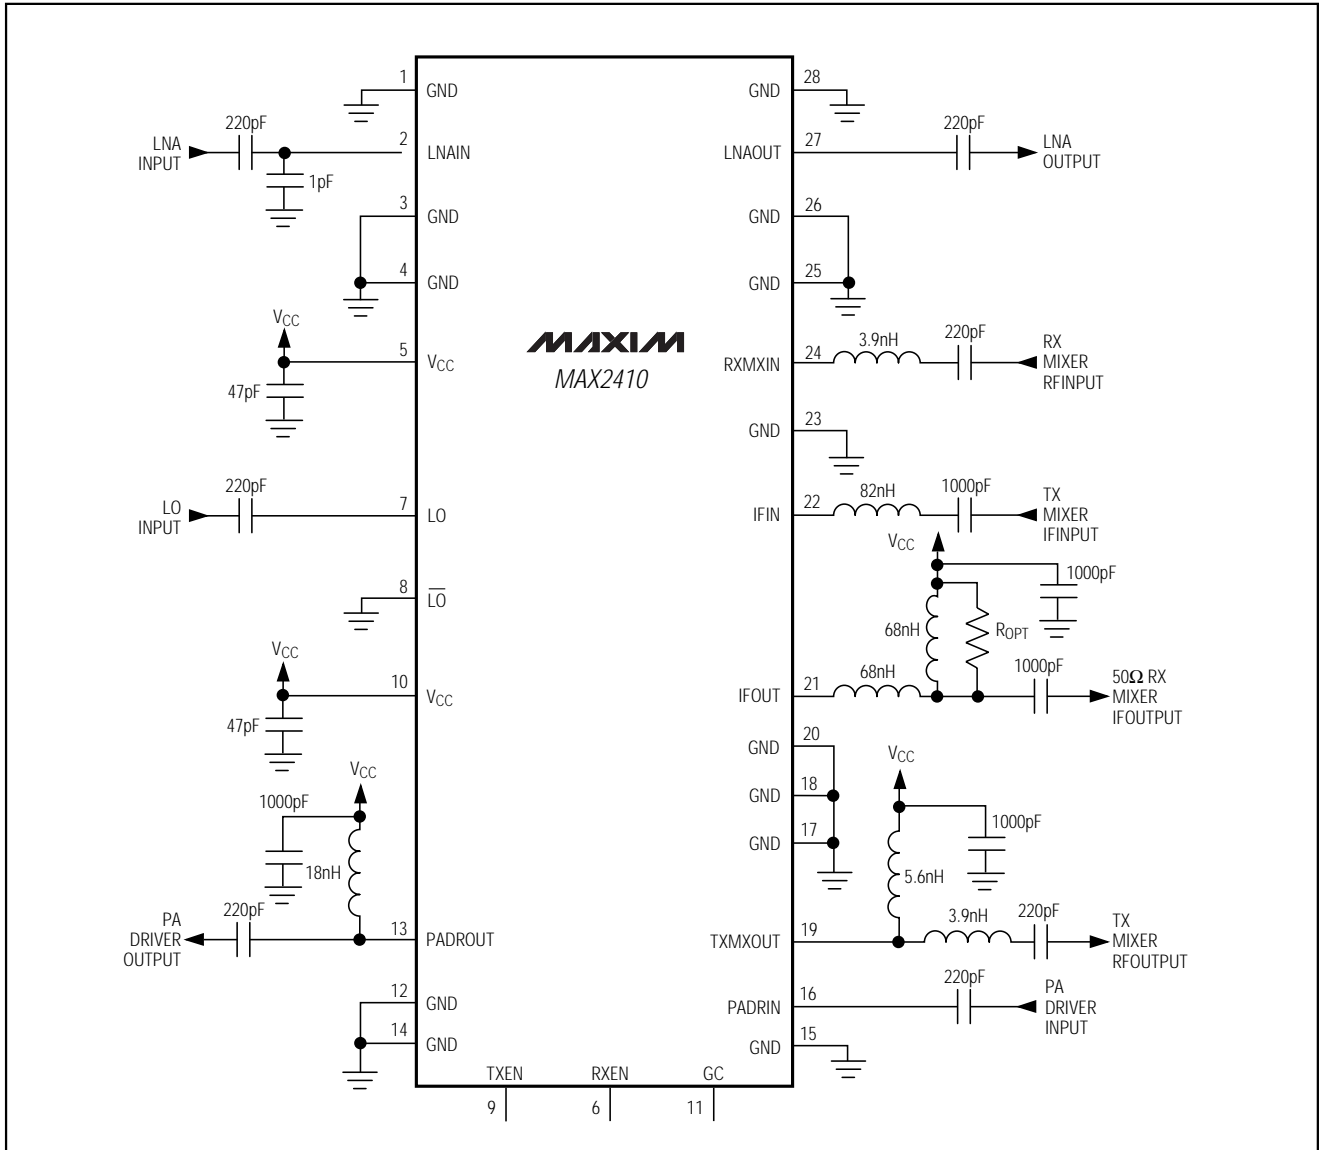 1
GND
220pF
LNA
INPUT
2
LNAIN
1pF
3
GND
4
GND
VCC
5
VCC
47pF
220pF
LO
INPUT
7
LO
8
L̅O̅
VCC
10
VCC
47pF
VCC
1000pF
18nH
220pF
PA
DRIVER
OUTPUT
13
PADROUT
12
GND
14
GND
MAXIM
MAX2410
TXEN
RXEN
GC
9
6
11
28
GND
LNAOUT
27
220pF
LNA
OUTPUT
GND
26
GND
25
RXMXIN
24
3.9nH
220pF
RX
MIXER
RFINPUT
GND
23
IFIN
22
82nH
1000pF
TX
MIXER
IFINPUT
VCC
1000pF
68nH
ROPT
IFOUT
21
68nH
1000pF
50Ω RX
MIXER
IFOUTPUT
GND
20
GND
18
GND
17
VCC
1000pF
5.6nH
TXMXOUT
19
3.9nH
220pF
TX
MIXER
RFOUTPUT
PADRIN
16
220pF
PA
DRIVER
INPUT
GND
15